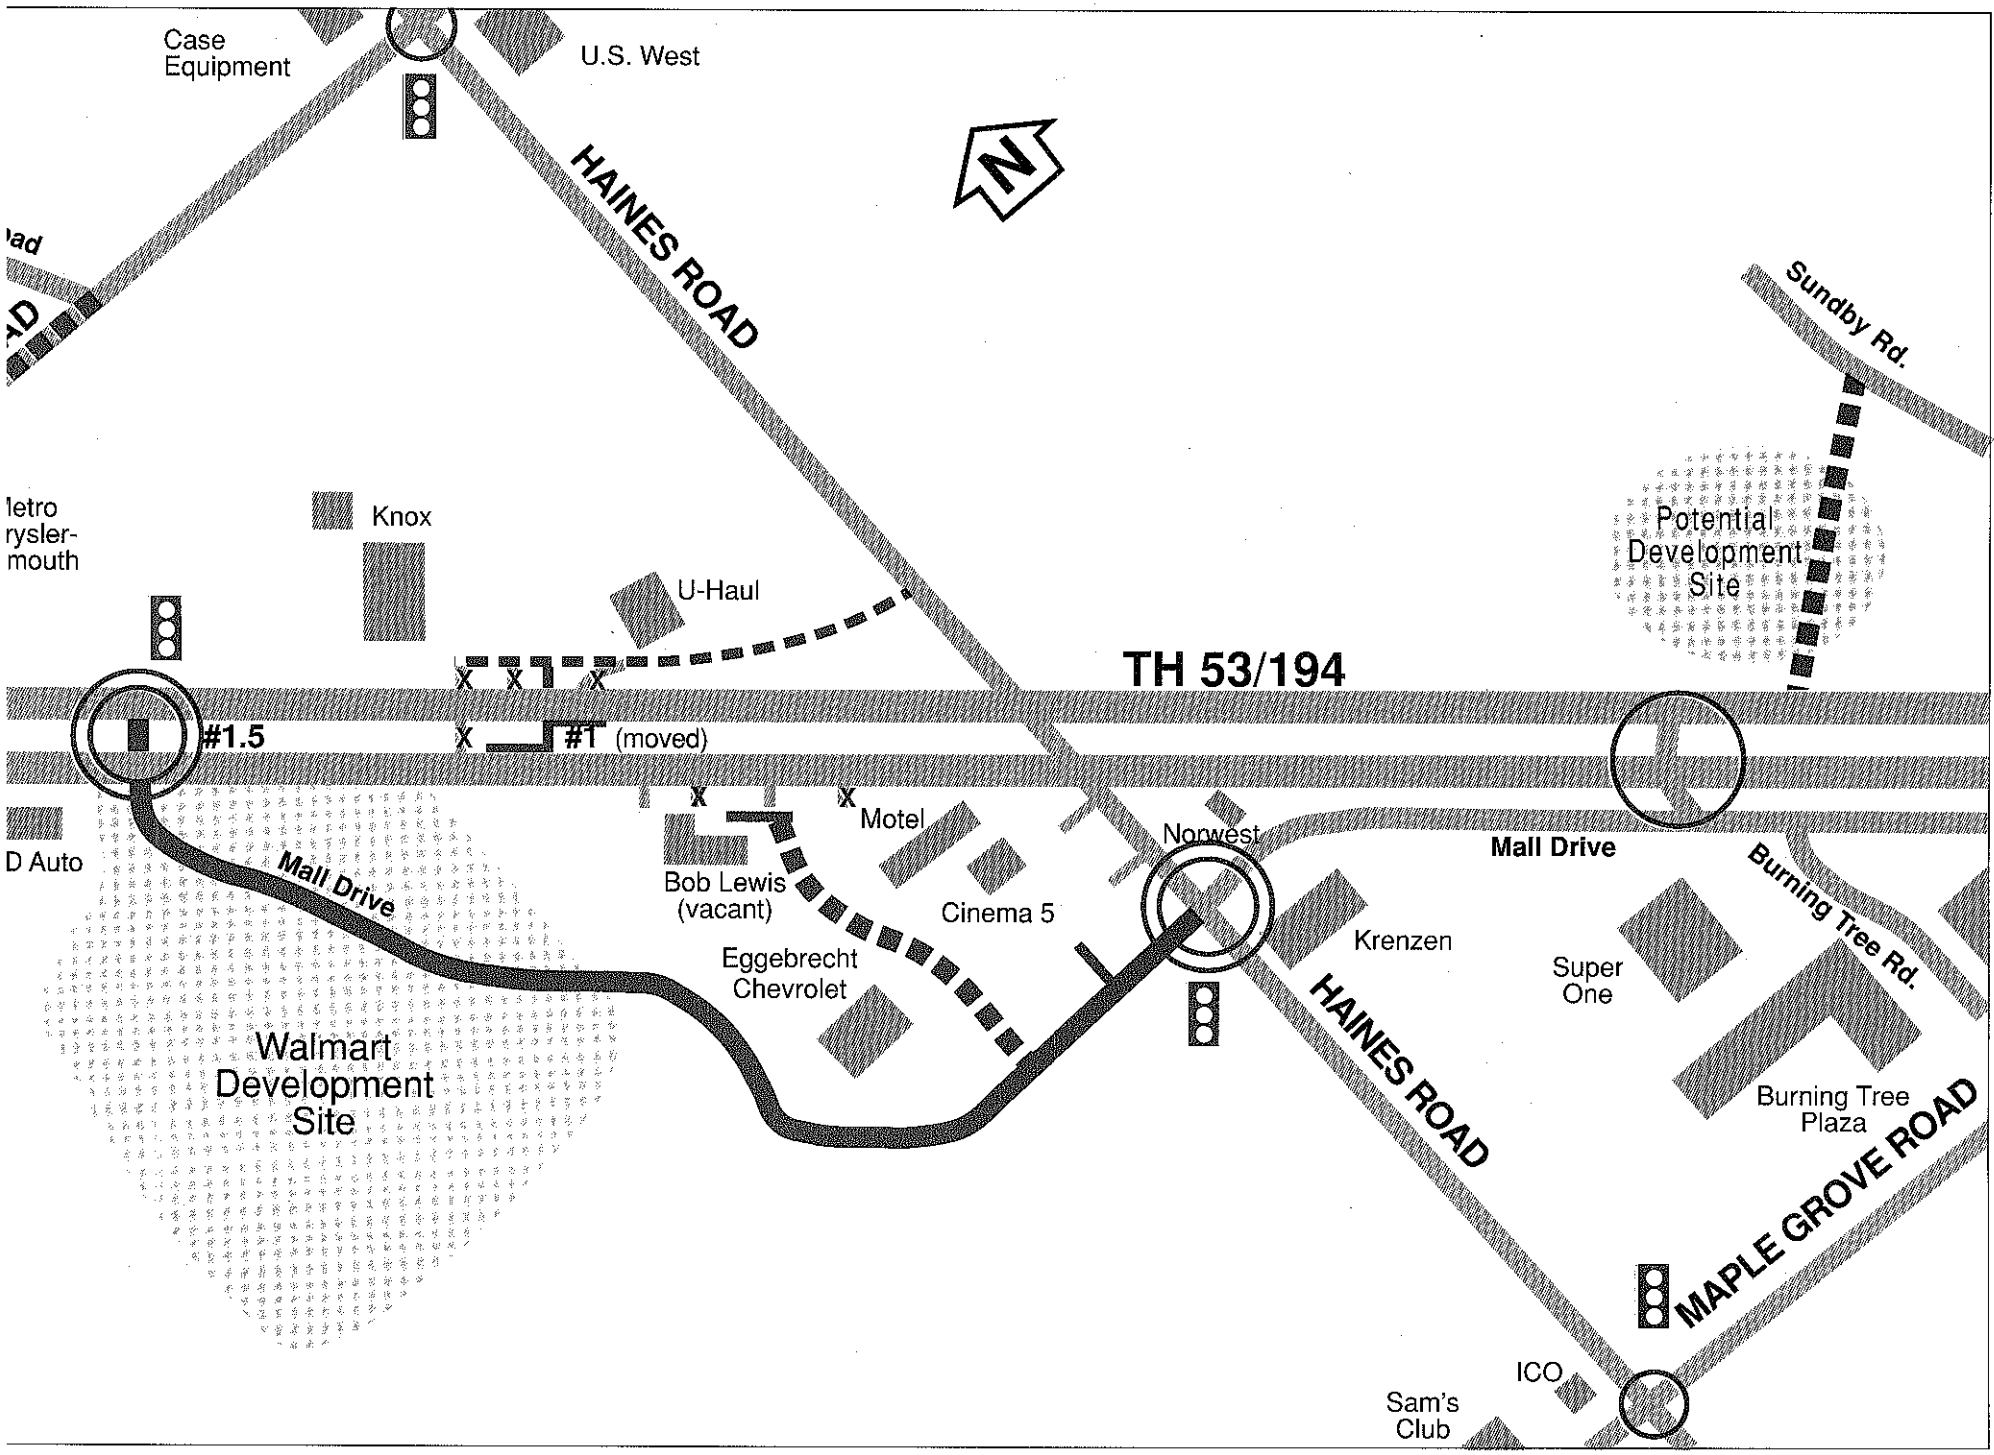 Case
Equipment
U.S. West
N
HAINES ROAD
Sundby Rd.
Knox
U-Haul
Potential
Development
Site
TH 53/194
X X X
#1.5
X
#1 (moved)
X
X
D Auto
Motel
Norwest
Mall Drive
Mall Drive
Burning Tree Rd.
Bob Lewis
(vacant)
Cinema 5
Krenzen
Eggebrecht
Chevrolet
Super
One
HAINES ROAD
Walmart
Development
Site
Burning Tree
Plaza
MAPLE GROVE ROAD
ICO
Sam's
Club